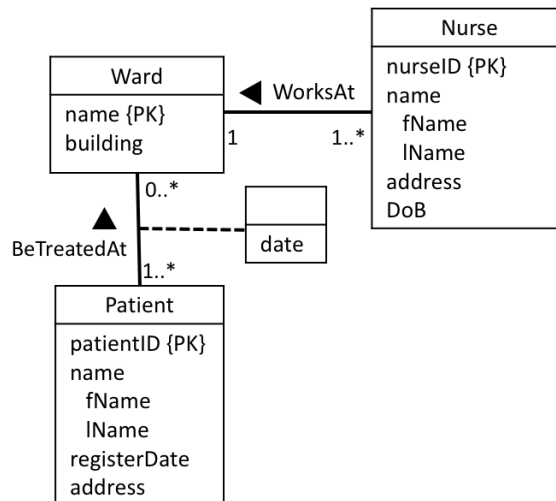 Nurse
nurseID {PK}
name
fName
lName
address
DoB
Ward
name {PK}
building
WorksAt
1
1..*
0..*
BeTreatedAt
date
1..*
Patient
patientID {PK}
name
fName
lName
registerDate
address